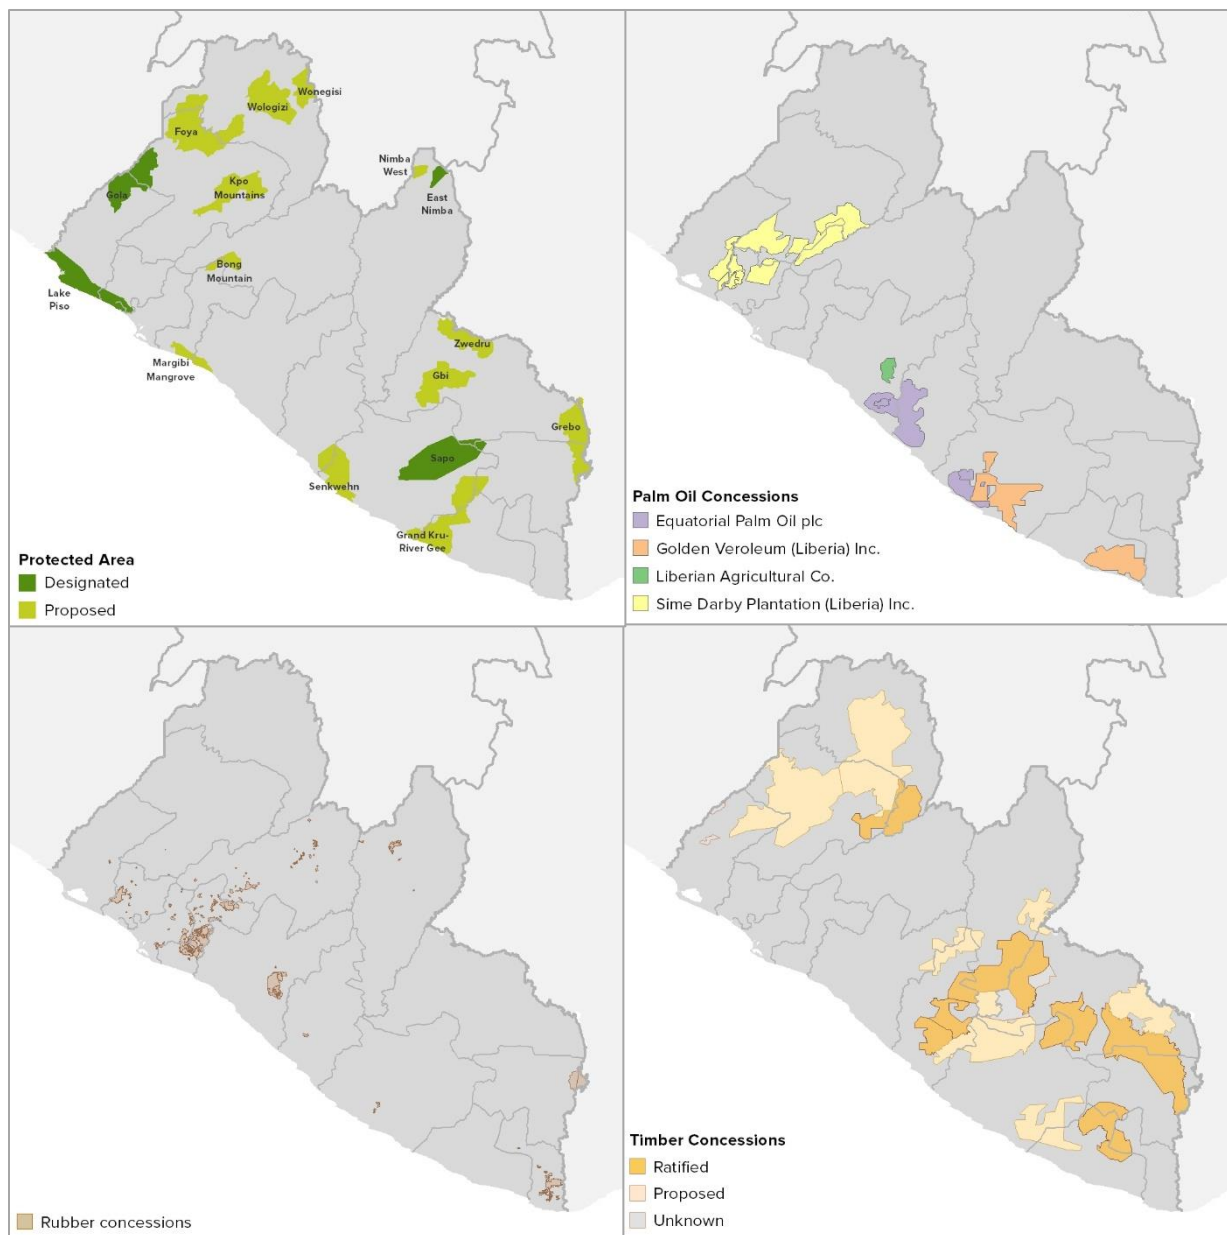 Wonegisi
Wologizi
Foya
Nimba
West
Gola
Kpo
Mountains
East
Nimba
Bong
Mountain
Lake
Piso
Zwedru
Margibi
Mangrove
Gbi
Grebo
Sapo
Senkwehn
Grand Kru-
River Gee
Protected Area
Designated
Proposed
Palm Oil Concessions
Equatorial Palm Oil plc
Golden Veroleum (Liberia) Inc.
Liberian Agricultural Co.
Sime Darby Plantation (Liberia) Inc.
Rubber concessions
Timber Concessions
Ratified
Proposed
Unknown